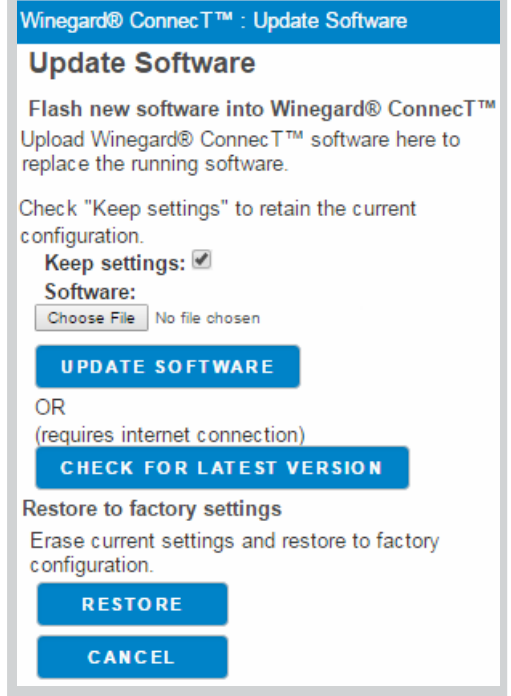 Winegard® ConnecT™ : Update Software
Update Software
Flash new software into Winegard® ConnecT™
Upload Winegard® ConnecT™ software here to
replace the running software.
Check "Keep settings" to retain the current
configuration.
Keep settings:
Software:
Choose File No file chosen
UPDATE SOFTWARE
OR
(requires internet connection)
CHECK FOR LATEST VERSION
Restore to factory settings
Erase current settings and restore to factory
configuration.
RESTORE
CANCEL